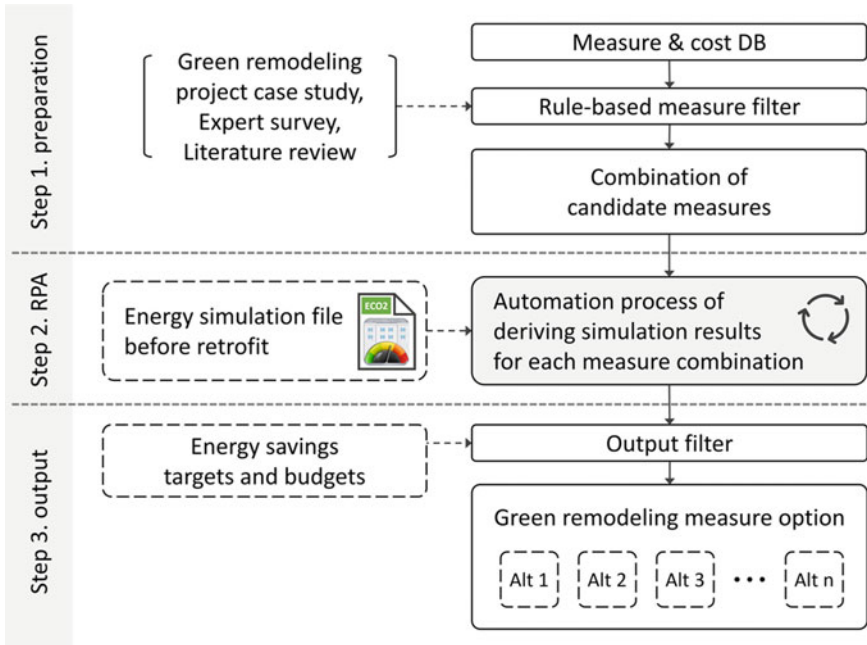 Step 1. preparation
Green remodeling
project case study,
Expert survey,
Literature review
Measure & cost DB
Rule-based measure filter
Combination of
candidate measures
Step 2. RPA
Energy simulation file
before retrofit
ECO2
Automation process of
deriving simulation results
for each measure combination
Step 3. output
Energy savings
targets and budgets
Output filter
Green remodeling measure option
Alt 1
Alt 2
Alt 3
•••
Alt n